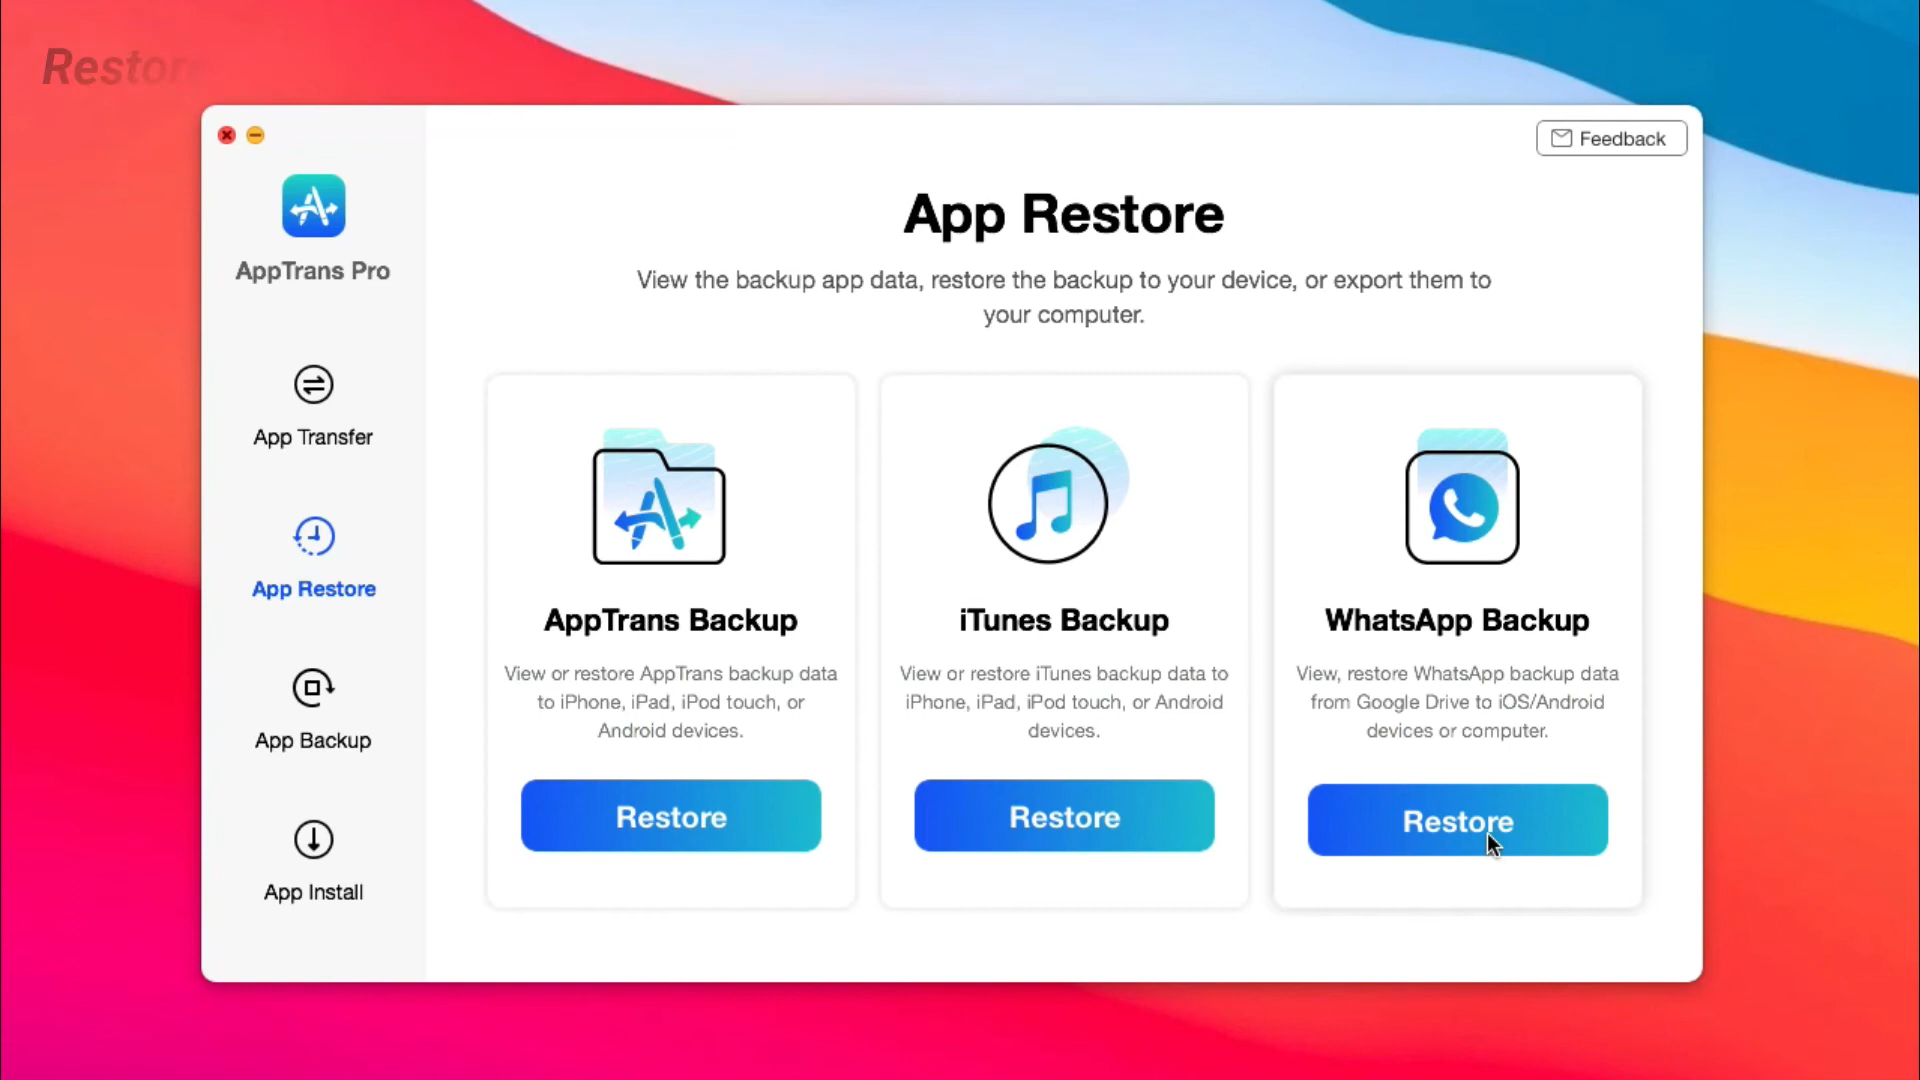 Restore
Feedback
AppTrans Pro
App Transfer
App Restore
App Backup
App Install
App Restore
View the backup app data, restore the backup to your device, or export them to
your computer.
AppTrans Backup
View or restore AppTrans backup data
to iPhone, iPad, iPod touch, or
Android devices.
Restore
iTunes Backup
View or restore iTunes backup data to
iPhone, iPad, iPod touch, or Android
devices.
Restore
WhatsApp Backup
View, restore WhatsApp backup data
from Google Drive to iOS/Android
devices or computer.
Restore